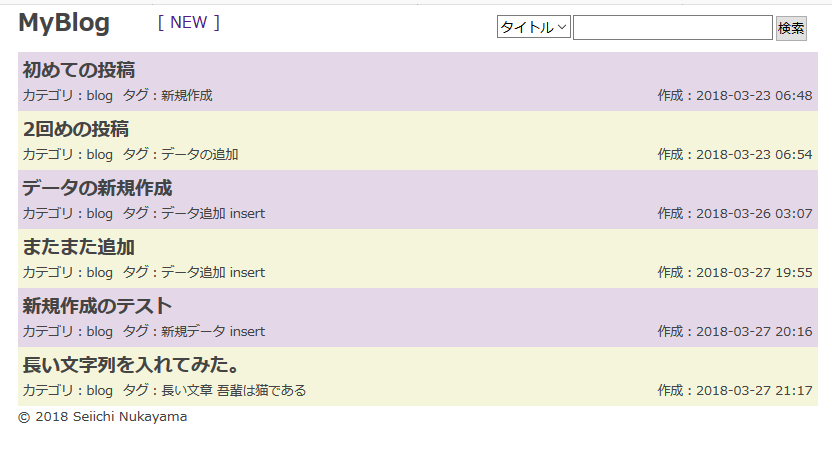 MyBlog [ NEW ] タイトル 検索
初めての投稿
カテゴリ：blog タグ：新規作成 作成：2018-03-23 06:48
2回めの投稿
カテゴリ：blog タグ：データの追加 作成：2018-03-23 06:54
データの新規作成
カテゴリ：blog タグ：データ追加 insert 作成：2018-03-26 03:07
またまた追加
カテゴリ：blog タグ：データ追加 insert 作成：2018-03-27 19:55
新規作成のテスト
カテゴリ：blog タグ：新規データ insert 作成：2018-03-27 20:16
長い文字列を入れてみた。
カテゴリ：blog タグ：長い文章 吾輩は猫である 作成：2018-03-27 21:17
© 2018 Seiichi Nukayama